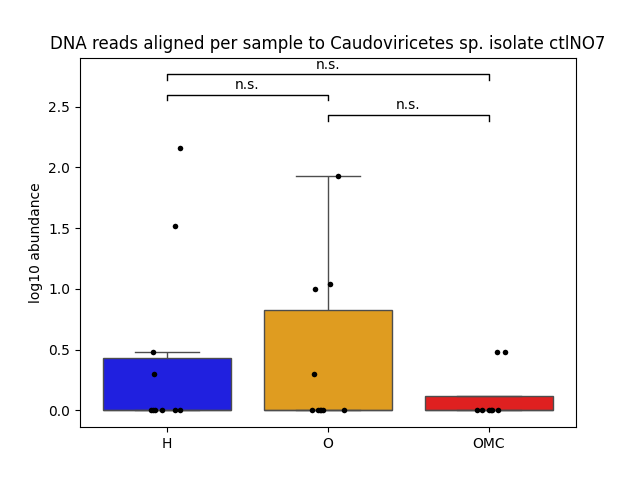 DNA reads aligned per sample to Caudoviricetes sp. isolate ctlNO7
n.s.
n.s.
n.s.
log10 abundance
2.5
2.0
1.5
1.0
0.5
0.0
H
O
OMC